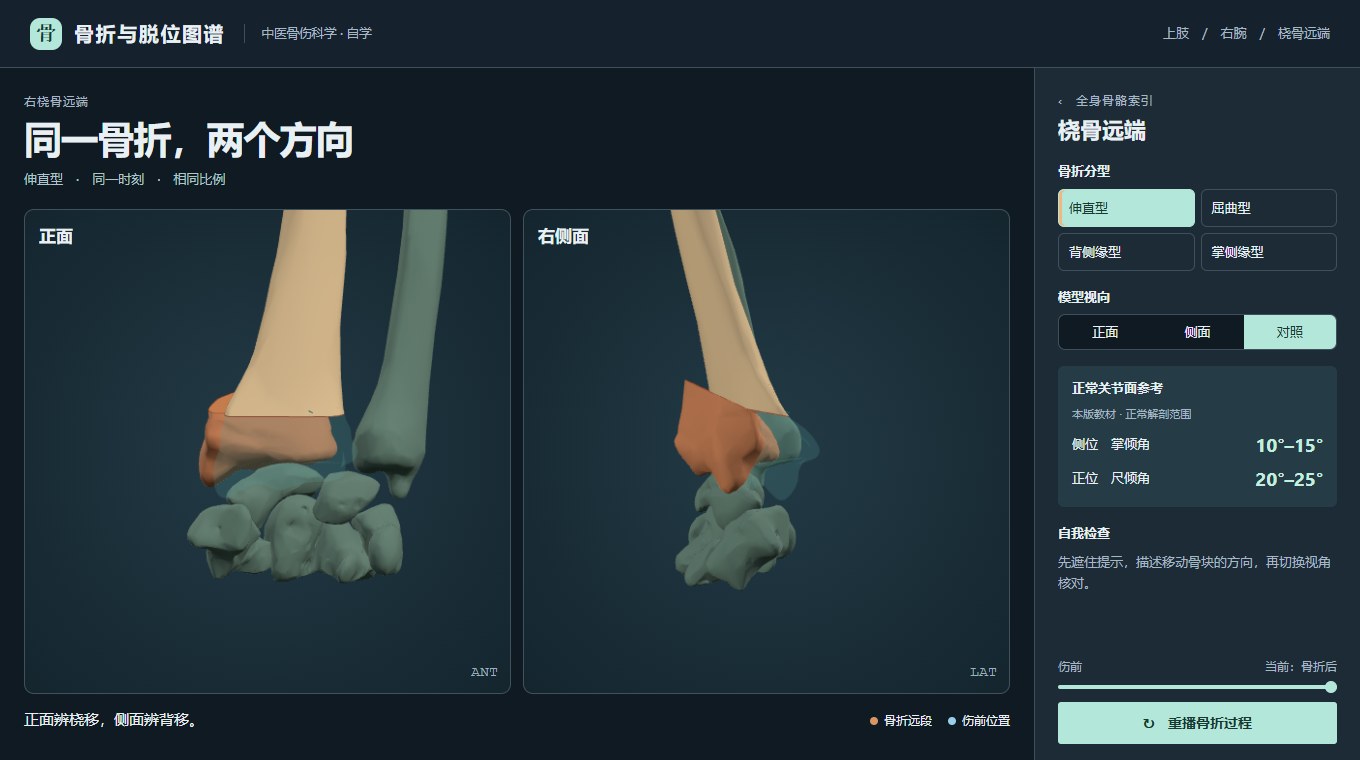 骨 骨折与脱位图谱 中医骨伤科学·自学
上肢 / 右腕 / 桡骨远端
右桡骨远端
同一骨折，两个方向
伸直型 · 同一时刻 · 相同比例
正面
ANT
右侧面
LAT
正面辨桡移，侧面辨背移。
骨折远段 伤前位置
‹ 全身骨骼索引
桡骨远端
骨折分型
伸直型 屈曲型
背侧缘型 掌侧缘型
模型视向
正面 侧面 对照
正常关节面参考
本版教材·正常解剖范围
侧位 掌倾角 10°–15°
正位 尺倾角 20°–25°
自我检查
先遮住提示，描述移动骨块的方向，再切换视角
核对。
伤前 当前：骨折后
↻ 重播骨折过程